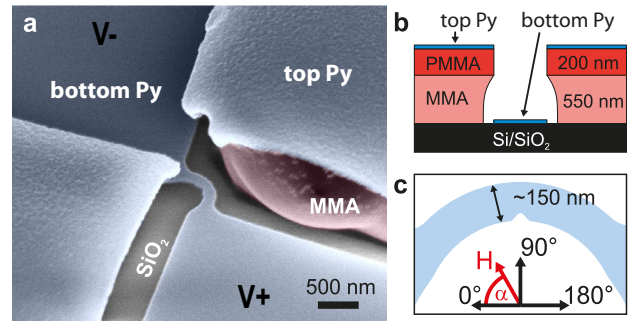 a
V-
bottom Py
top Py
MMA
SiO₂
V+
500 nm
b
top Py
bottom Py
PMMA
200 nm
MMA
550 nm
Si/SiO₂
c
~150 nm
90°
H
α
0°
180°